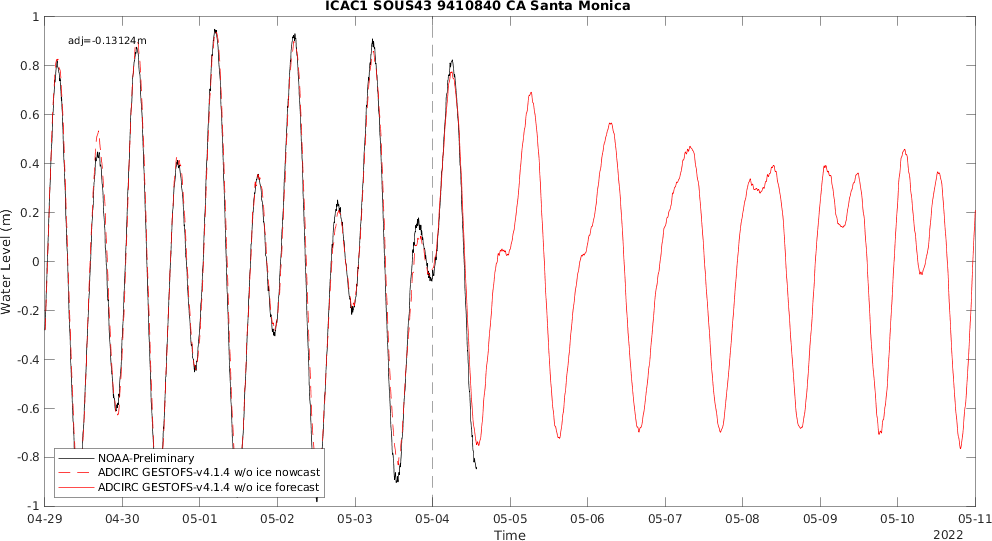 ICAC1 SOUS43 9410840 CA Santa Monica
adj=-0.13124m
Water Level (m)
1
0.8
0.6
0.4
0.2
0
-0.2
-0.4
-0.6
-0.8
-1
NOAA-Preliminary
ADCIRC GESTOFS-v4.1.4 w/o ice nowcast
ADCIRC GESTOFS-v4.1.4 w/o ice forecast
04-29 04-30 05-01 05-02 05-03 05-04 05-05 05-06 05-07 05-08 05-09 05-10 05-11
Time
2022